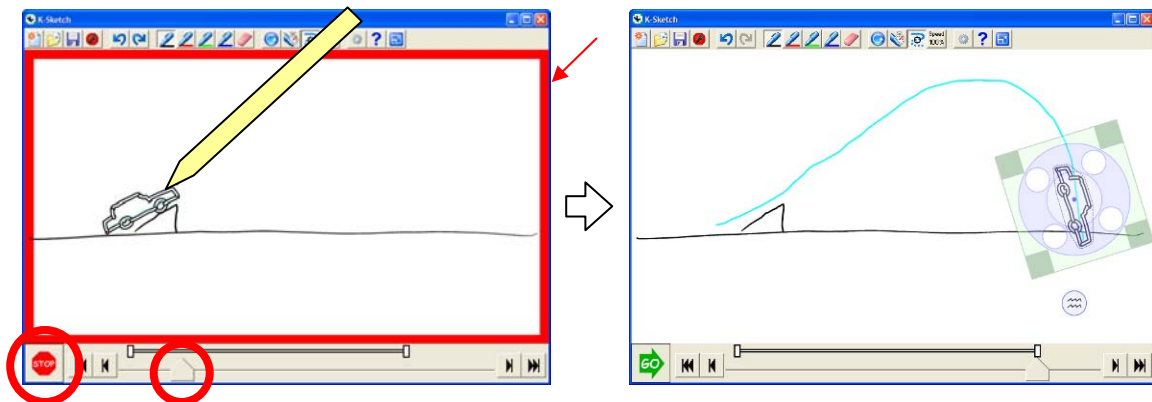 K-Sketch
?
STOP
K-Sketch
Speed
100%
?
GO